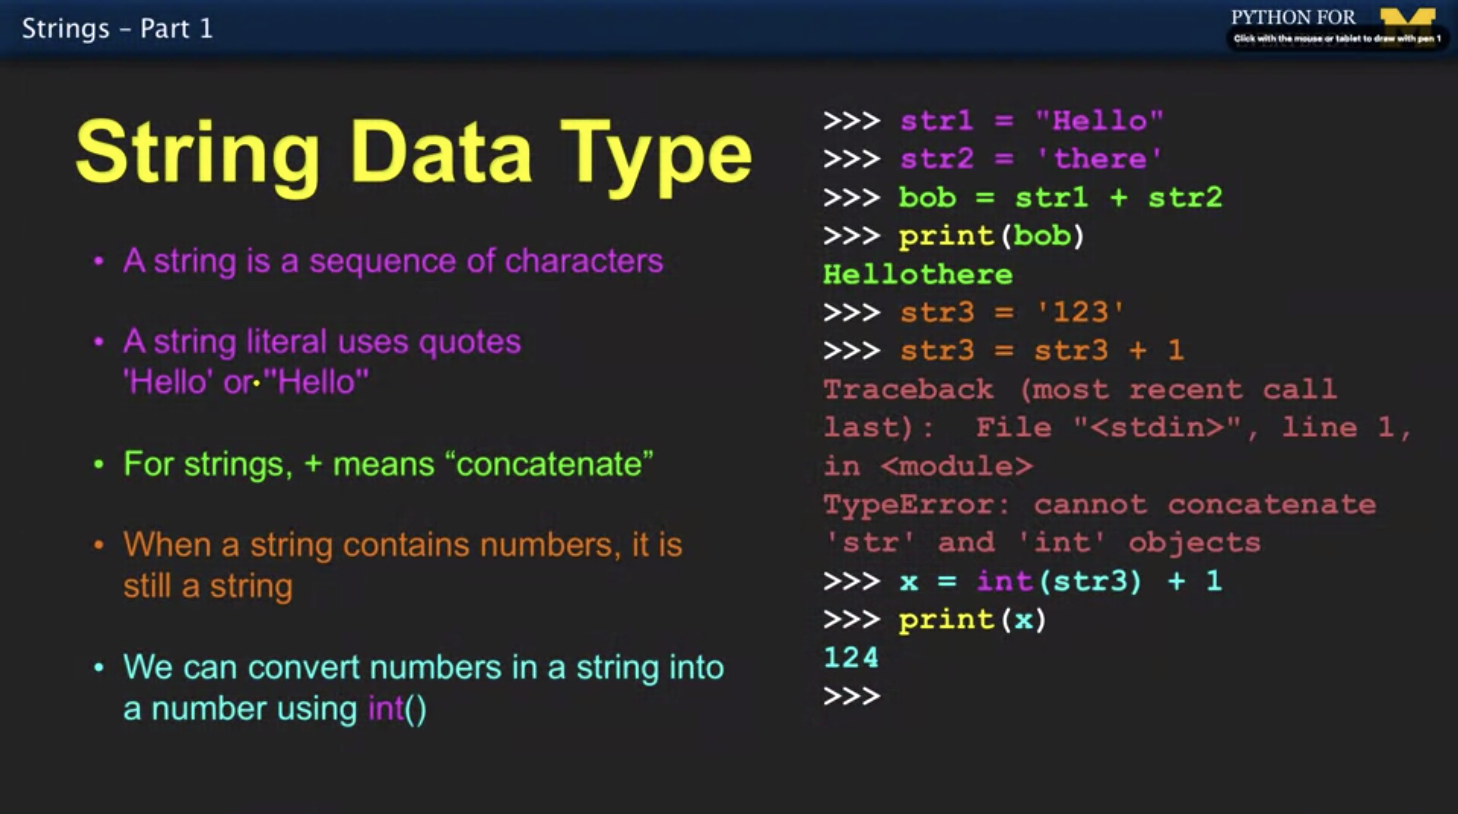 Strings – Part 1
PYTHON FOR
Click with the mouse or tablet to draw with pen 1
String Data Type
• A string is a sequence of characters
• A string literal uses quotes
'Hello' or "Hello"
• For strings, + means “concatenate”
• When a string contains numbers, it is
still a string
• We can convert numbers in a string into
a number using int()
>>> str1 = "Hello"
>>> str2 = 'there'
>>> bob = str1 + str2
>>> print(bob)
Hellothere
>>> str3 = '123'
>>> str3 = str3 + 1
Traceback (most recent call
last):  File "<stdin>", line 1,
in <module>
TypeError: cannot concatenate
'str' and 'int' objects
>>> x = int(str3) + 1
>>> print(x)
124
>>>